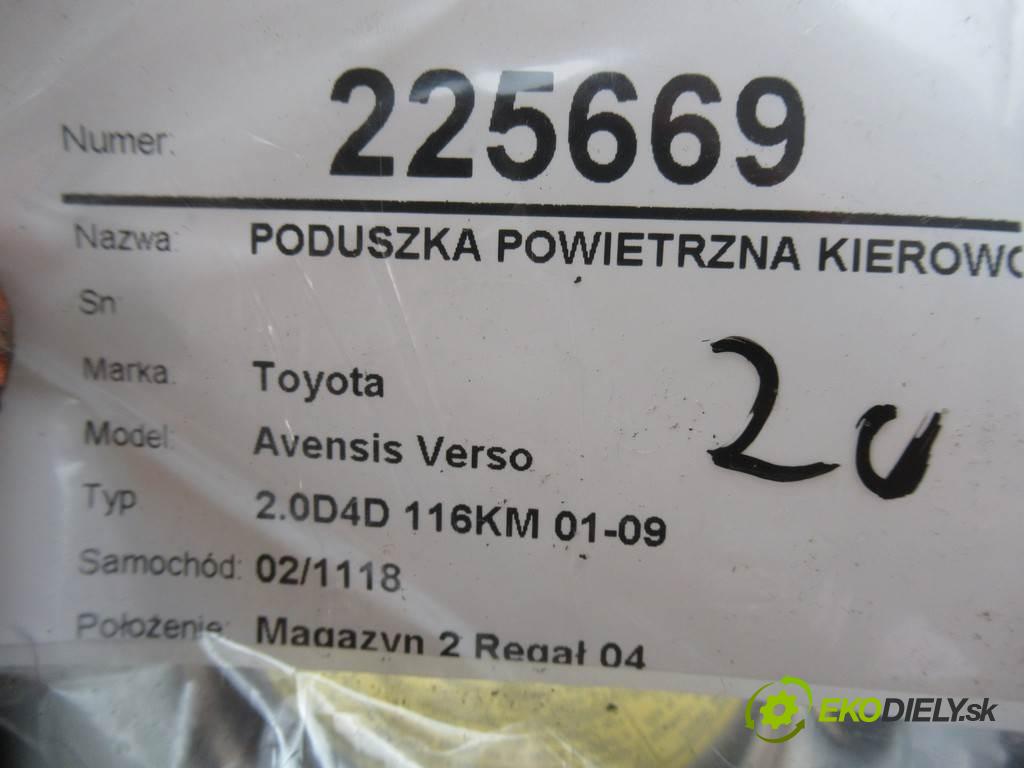 Numer: 225669
Nazwa: PODUSZKA POWIETRZNA KIEROWC
Sn
Marka: Toyota
Model: Avensis Verso
Typ 2.0D4D 116KM 01-09
Samochód: 02/1118
Położenie: Magazyn 2 Regał 04
20
EKODIELY.sk